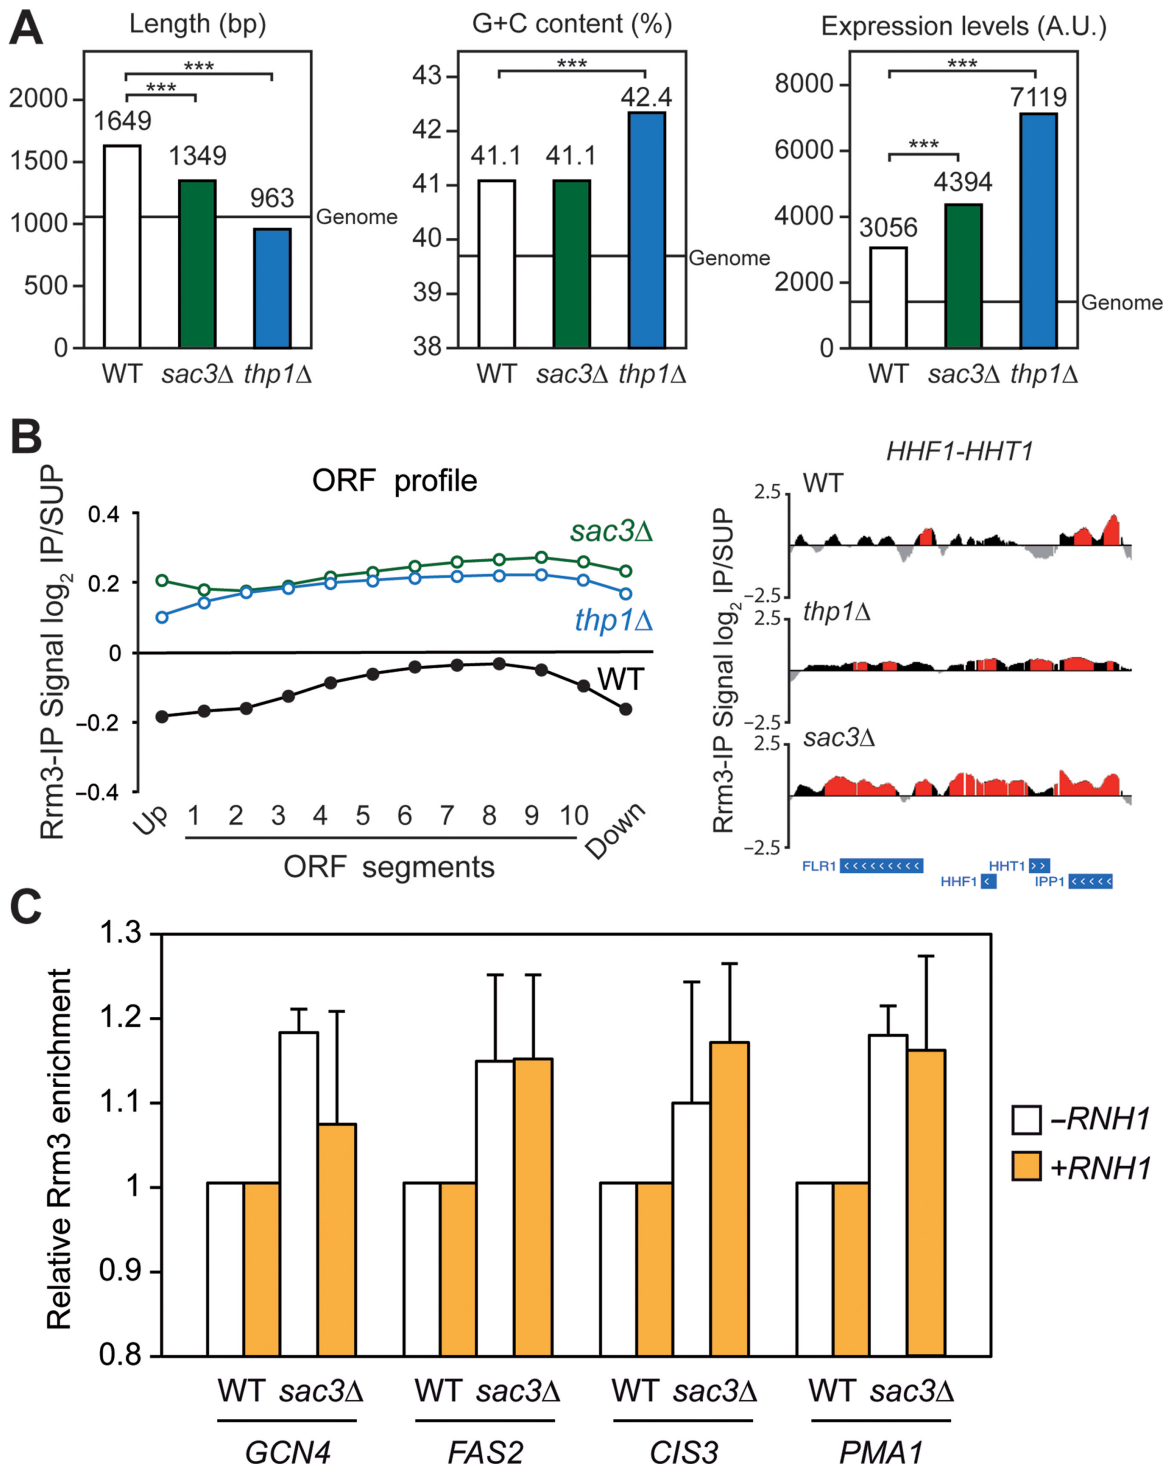 A
Length (bp)
G+C content (%)
Expression levels (A.U.)
2000
1500
1000
500
0
***
***
1649
1349
963
Genome
WT sac3Δ thp1Δ
43
42
41
40
39
38
***
41.1
41.1
42.4
Genome
WT sac3Δ thp1Δ
8000
6000
4000
2000
0
***
***
3056
4394
7119
Genome
WT sac3Δ thp1Δ
B
ORF profile
Rrm3-IP Signal log2 IP/SUP
0.4
0.2
0
–0.2
–0.4
sac3Δ
thp1Δ
WT
Up 1 2 3 4 5 6 7 8 9 10 Down
ORF segments
HHF1-HHT1
Rrm3-IP Signal log2 IP/SUP
WT
2.5
–2.5
thp1Δ
2.5
–2.5
sac3Δ
2.5
–2.5
FLR1
HHT1
HHF1
IPP1
C
Relative Rrm3 enrichment
1.3
1.2
1.1
1
0.9
0.8
–RNH1
+RNH1
WT sac3Δ WT sac3Δ WT sac3Δ WT sac3Δ
GCN4 FAS2 CIS3 PMA1